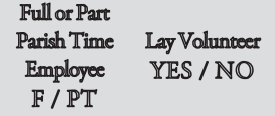 Full or Part
Parish Time
Employee
F / PT
Lay Volunteer
YES / NO